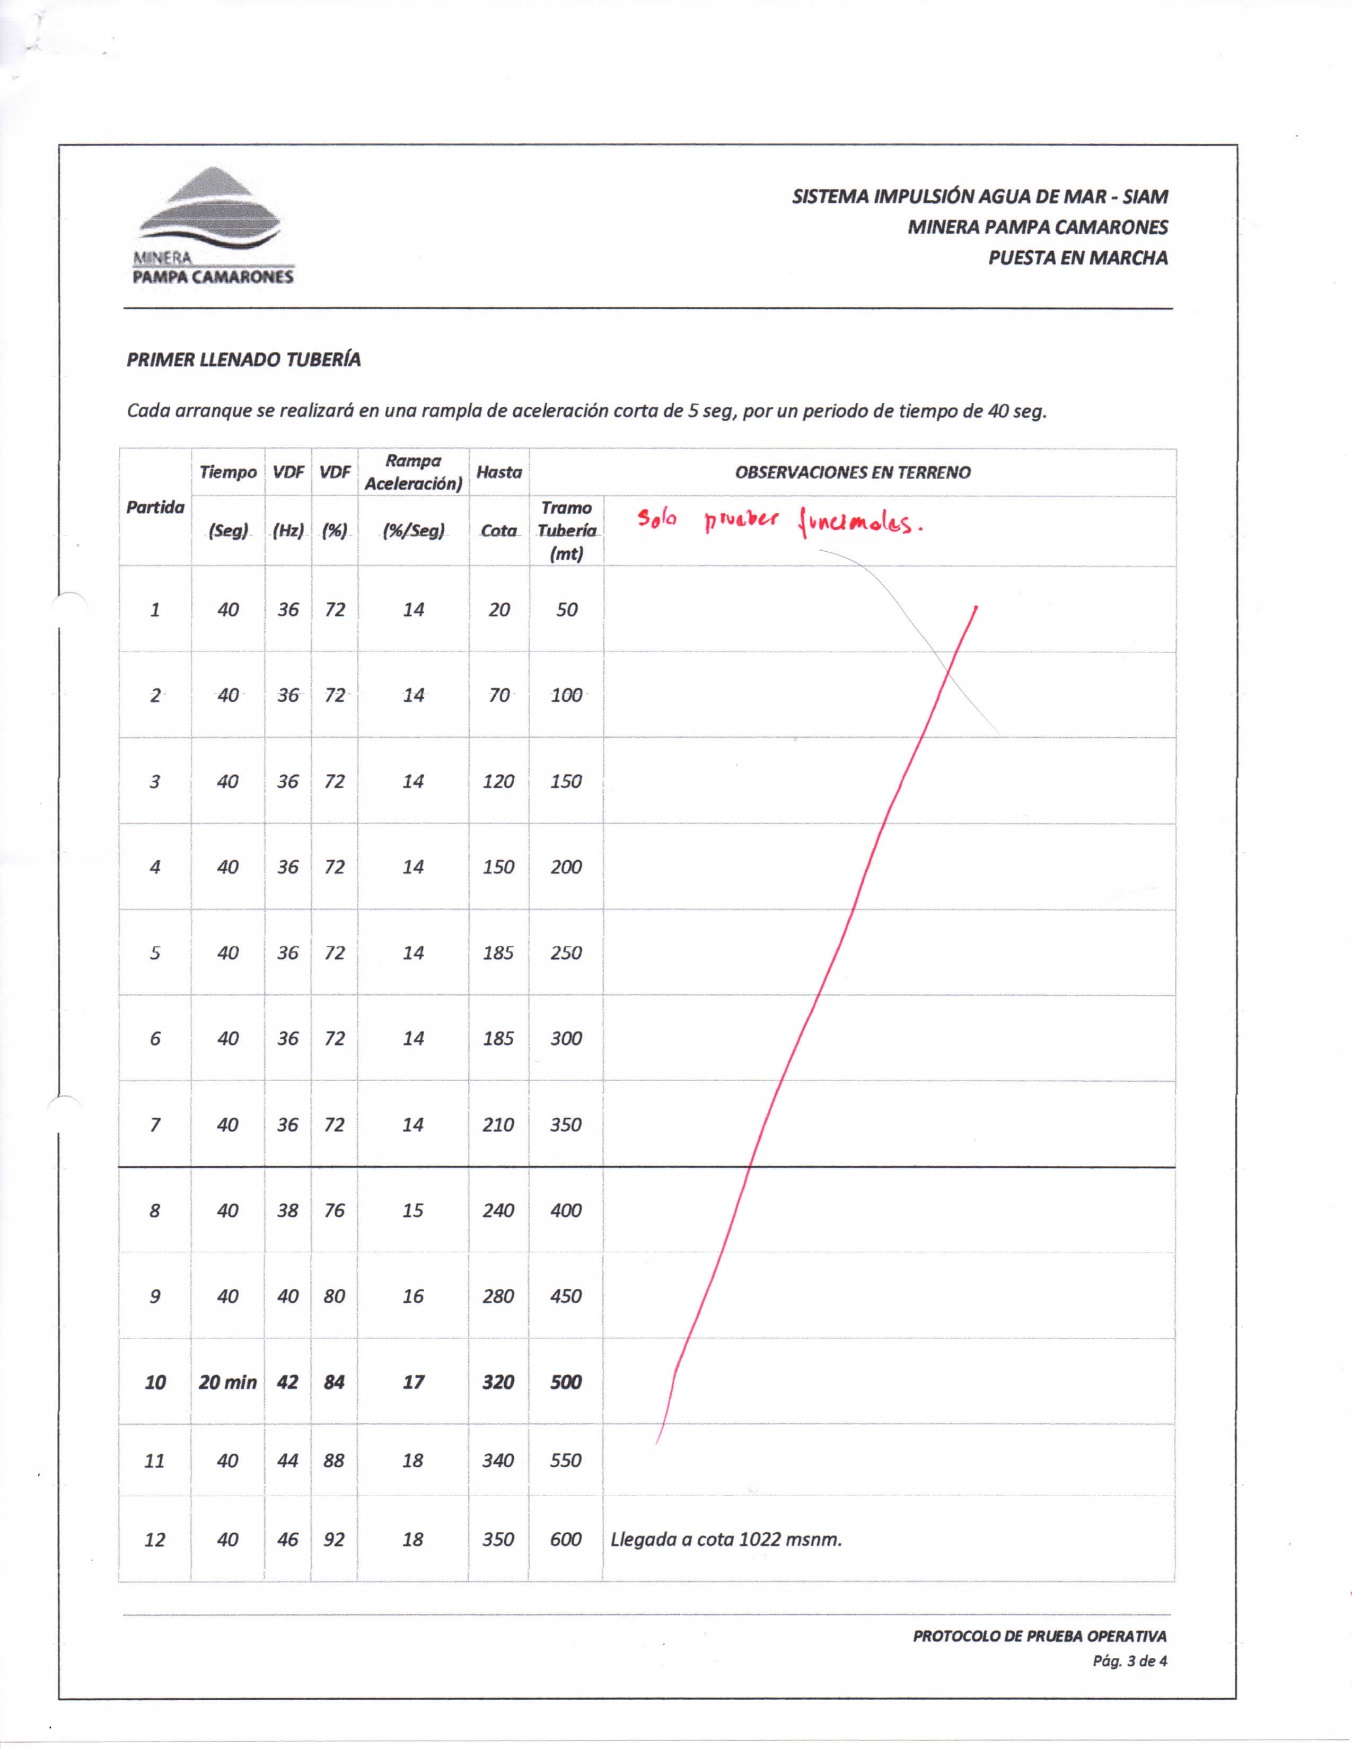 MINERA
PAMPA CAMARONES
SISTEMA IMPULSIÓN AGUA DE MAR - SIAM
MINERA PAMPA CAMARONES
PUESTA EN MARCHA
PRIMER LLENADO TUBERÍA
Cada arranque se realizará en una rampla de aceleración corta de 5 seg, por un periodo de tiempo de 40 seg.
Partida Tiempo (Seg) VDF (Hz) VDF (%) Rampa Aceleración) (%/Seg) Hasta Cota OBSERVACIONES EN TERRENO
Tramo Tubería (mt) Solo pruebas funcionales.
1 40 36 72 14 20 50
2 40 36 72 14 70 100
3 40 36 72 14 120 150
4 40 36 72 14 150 200
5 40 36 72 14 185 250
6 40 36 72 14 185 300
7 40 36 72 14 210 350
8 40 38 76 15 240 400
9 40 40 80 16 280 450
10 20 min 42 84 17 320 500
11 40 44 88 18 340 550
12 40 46 92 18 350 600 Llegada a cota 1022 msnm.
PROTOCOLO DE PRUEBA OPERATIVA
Pág. 3 de 4